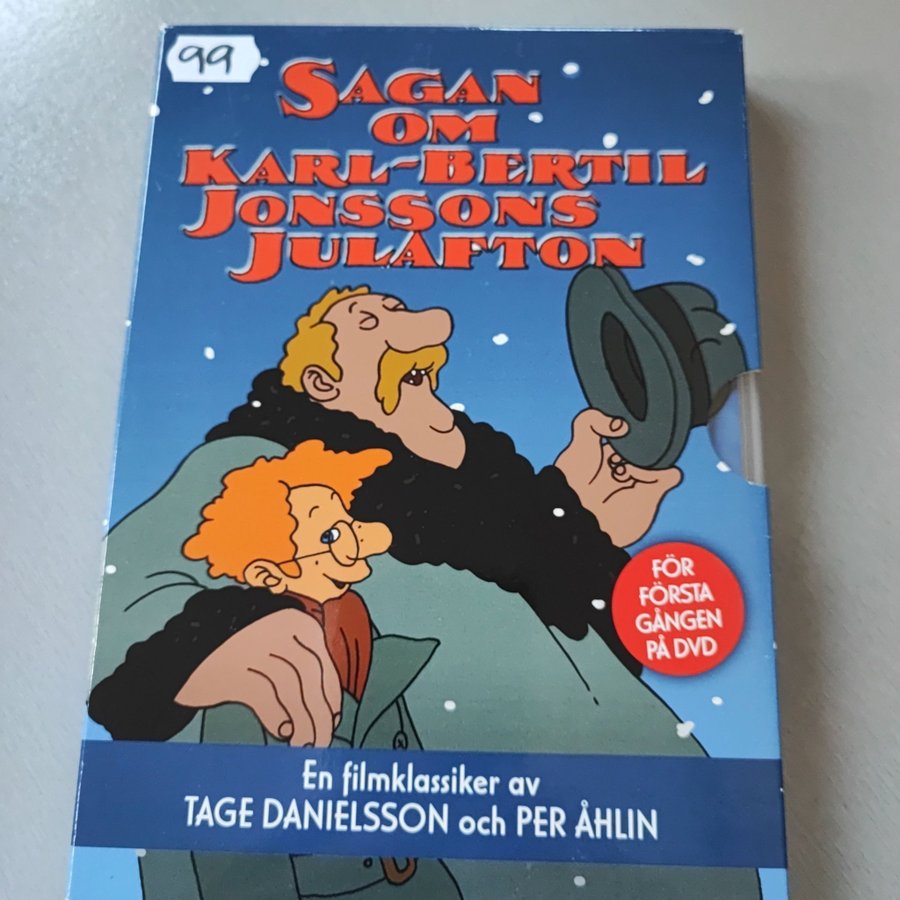 99
SAGAN
OM
KARL-BERTIL
JONSSONS
JULAFTON
FÖR
FÖRSTA
GÅNGEN
PÅ DVD
En filmklassiker av
TAGE DANIELSSON och PER ÅHLIN